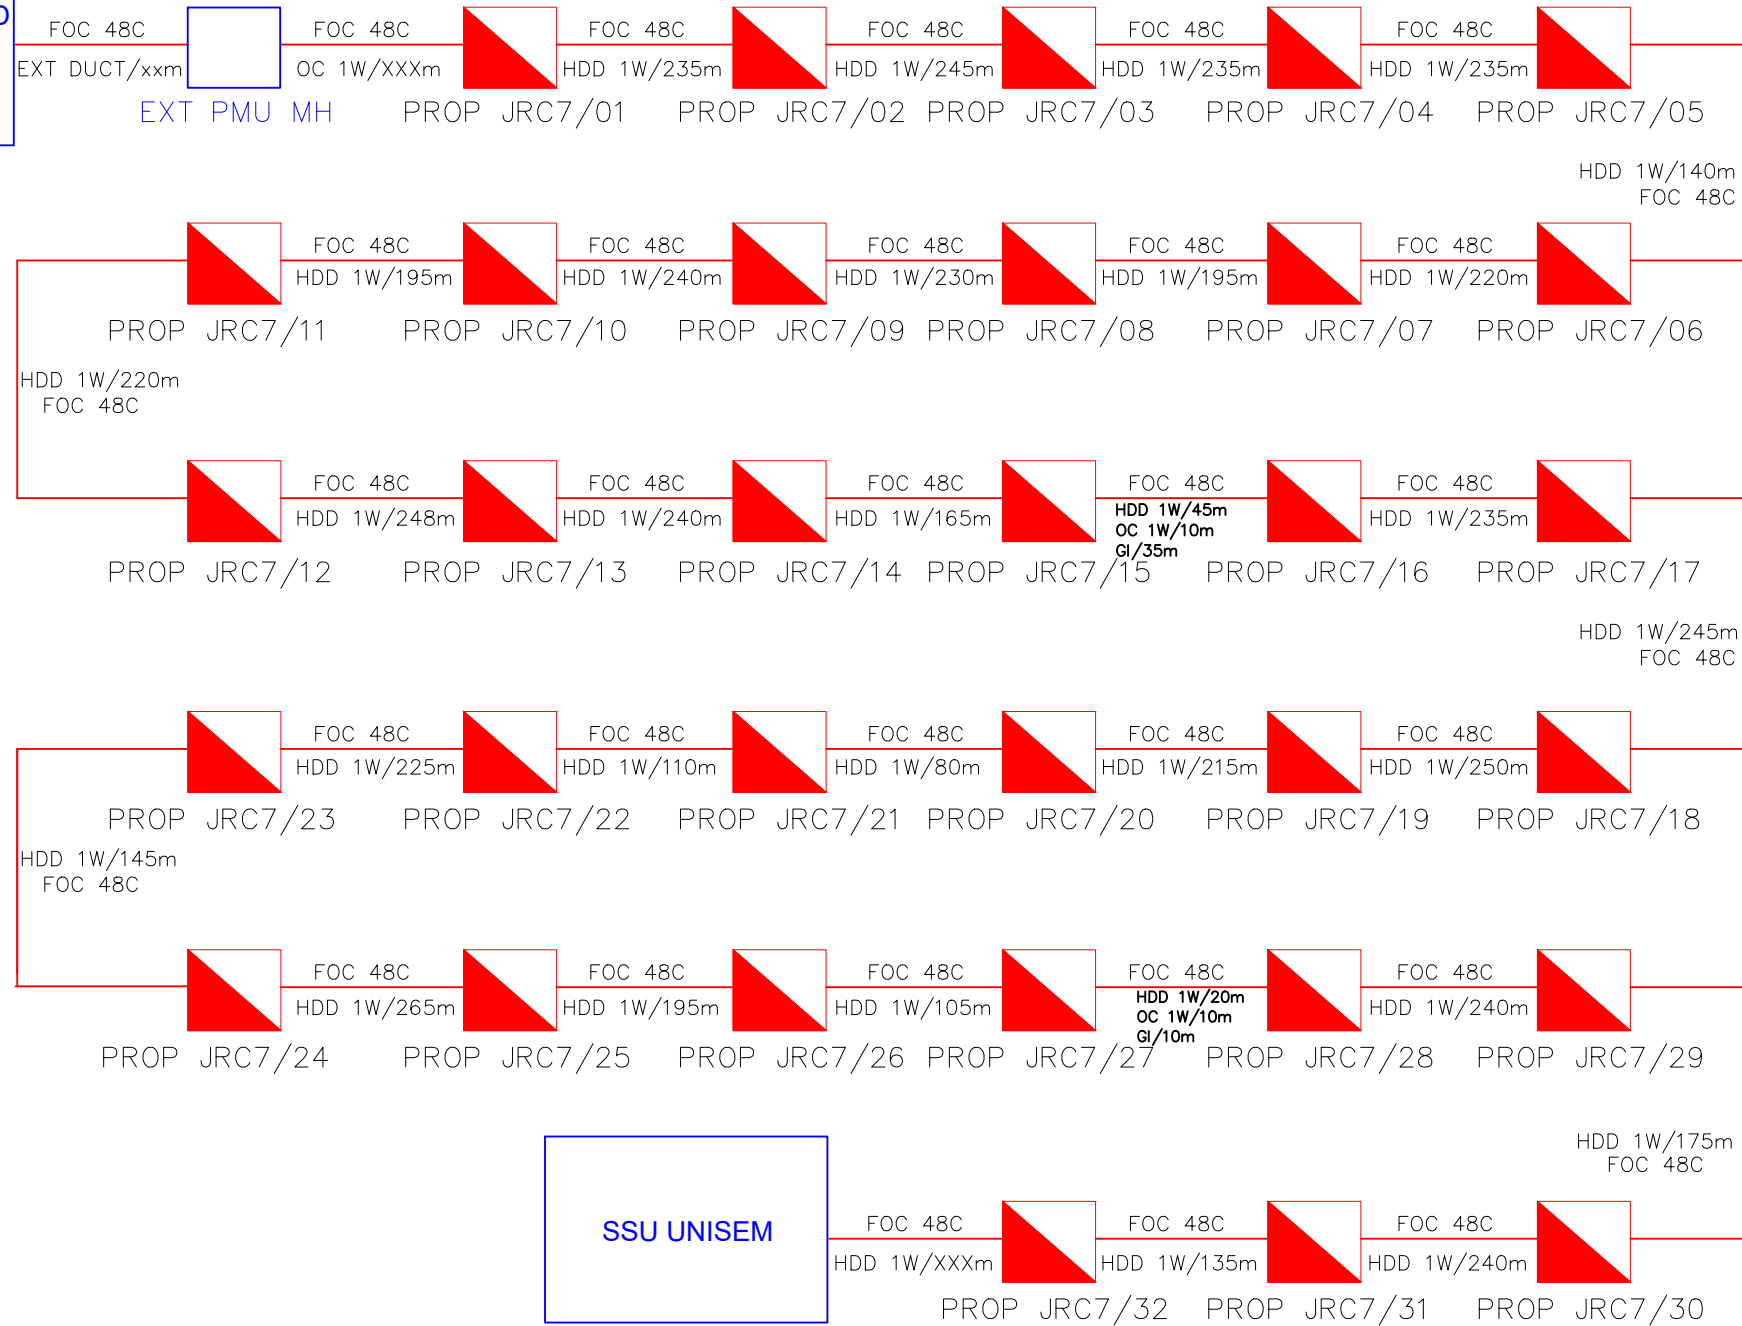 FOC 48C FOC 48C FOC 48C FOC 48C FOC 48C FOC 48C
EXT DUCT/xxm OC 1W/XXXm HDD 1W/235m HDD 1W/245m HDD 1W/235m HDD 1W/235m
EXT PMU MH PROP JRC7/01 PROP JRC7/02 PROP JRC7/03 PROP JRC7/04 PROP JRC7/05
HDD 1W/140m
FOC 48C
FOC 48C FOC 48C FOC 48C FOC 48C FOC 48C
HDD 1W/195m HDD 1W/240m HDD 1W/230m HDD 1W/195m HDD 1W/220m
PROP JRC7/11 PROP JRC7/10 PROP JRC7/09 PROP JRC7/08 PROP JRC7/07 PROP JRC7/06
HDD 1W/220m
FOC 48C
FOC 48C FOC 48C FOC 48C FOC 48C FOC 48C
HDD 1W/248m HDD 1W/240m HDD 1W/165m HDD 1W/45m HDD 1W/235m
OC 1W/10m
GI/35m
PROP JRC7/12 PROP JRC7/13 PROP JRC7/14 PROP JRC7/15 PROP JRC7/16 PROP JRC7/17
HDD 1W/245m
FOC 48C
FOC 48C FOC 48C FOC 48C FOC 48C FOC 48C
HDD 1W/225m HDD 1W/110m HDD 1W/80m HDD 1W/215m HDD 1W/250m
PROP JRC7/23 PROP JRC7/22 PROP JRC7/21 PROP JRC7/20 PROP JRC7/19 PROP JRC7/18
HDD 1W/145m
FOC 48C
FOC 48C FOC 48C FOC 48C FOC 48C FOC 48C
HDD 1W/265m HDD 1W/195m HDD 1W/105m HDD 1W/20m HDD 1W/240m
OC 1W/10m
GI/10m
PROP JRC7/24 PROP JRC7/25 PROP JRC7/26 PROP JRC7/27 PROP JRC7/28 PROP JRC7/29
HDD 1W/175m
FOC 48C
SSU UNISEM
FOC 48C FOC 48C FOC 48C
HDD 1W/XXXm HDD 1W/135m HDD 1W/240m
PROP JRC7/32 PROP JRC7/31 PROP JRC7/30